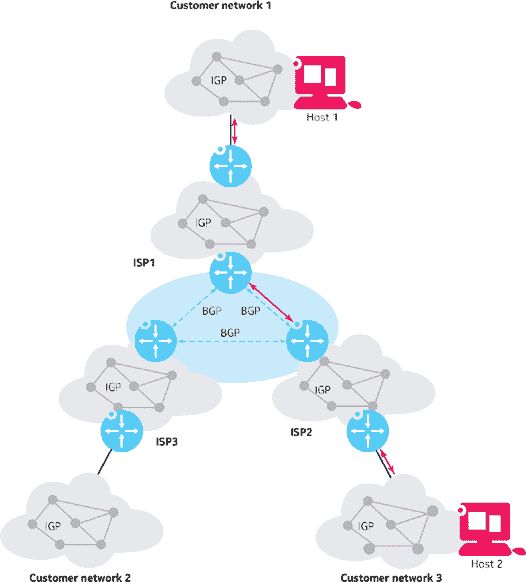 Customer network 1
IGP
Host 1
IGP
ISP1
BGP
BGP
BGP
IGP
IGP
ISP3
ISP2
IGP
IGP
Host 2
Customer network 2
Customer network 3